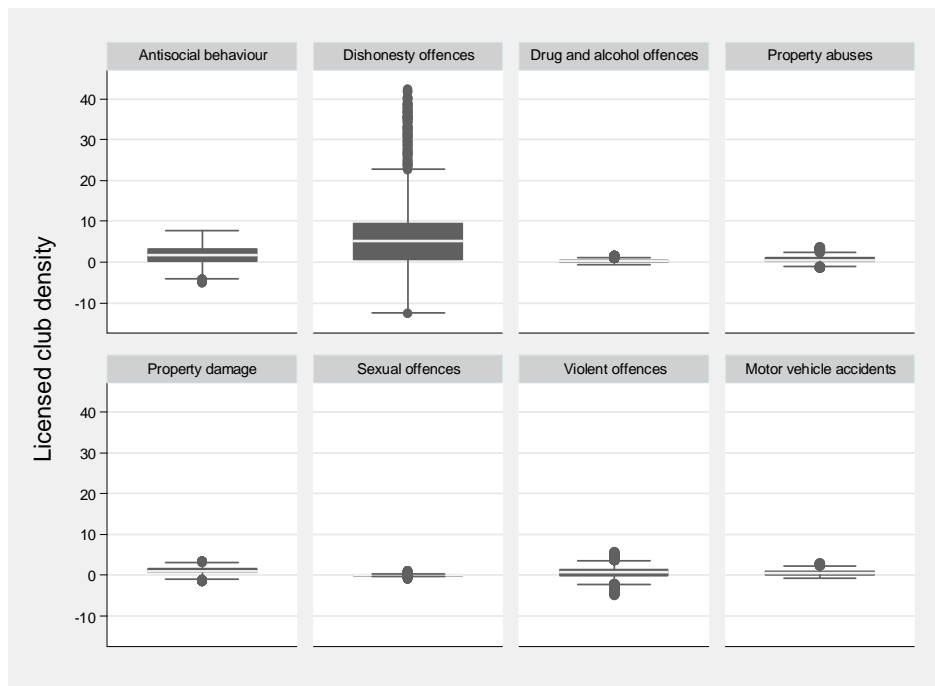 Antisocial behaviour
Dishonesty offences
Drug and alcohol offences
Property abuses
40
30
20
10
0
-10
Licensed club density
Property damage
Sexual offences
Violent offences
Motor vehicle accidents
40
30
20
10
0
-10